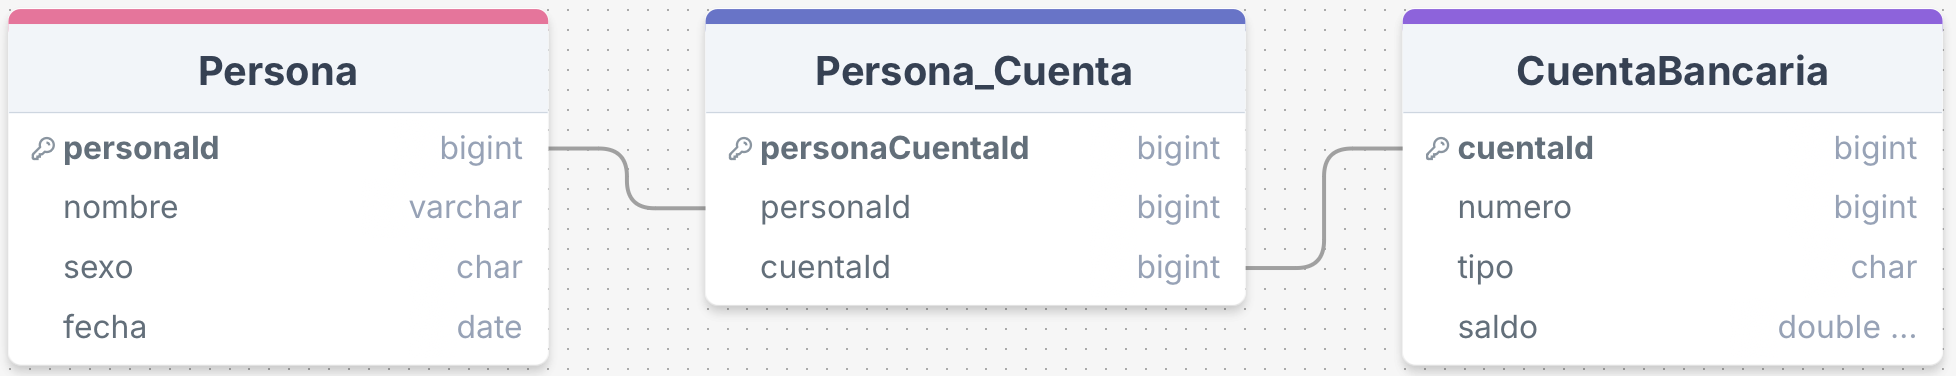 Persona
personaId bigint
nombre varchar
sexo char
fecha date
Persona_Cuenta
personaCuentaId bigint
personaId bigint
cuentaId bigint
CuentaBancaria
cuentaId bigint
numero bigint
tipo char
saldo double ...